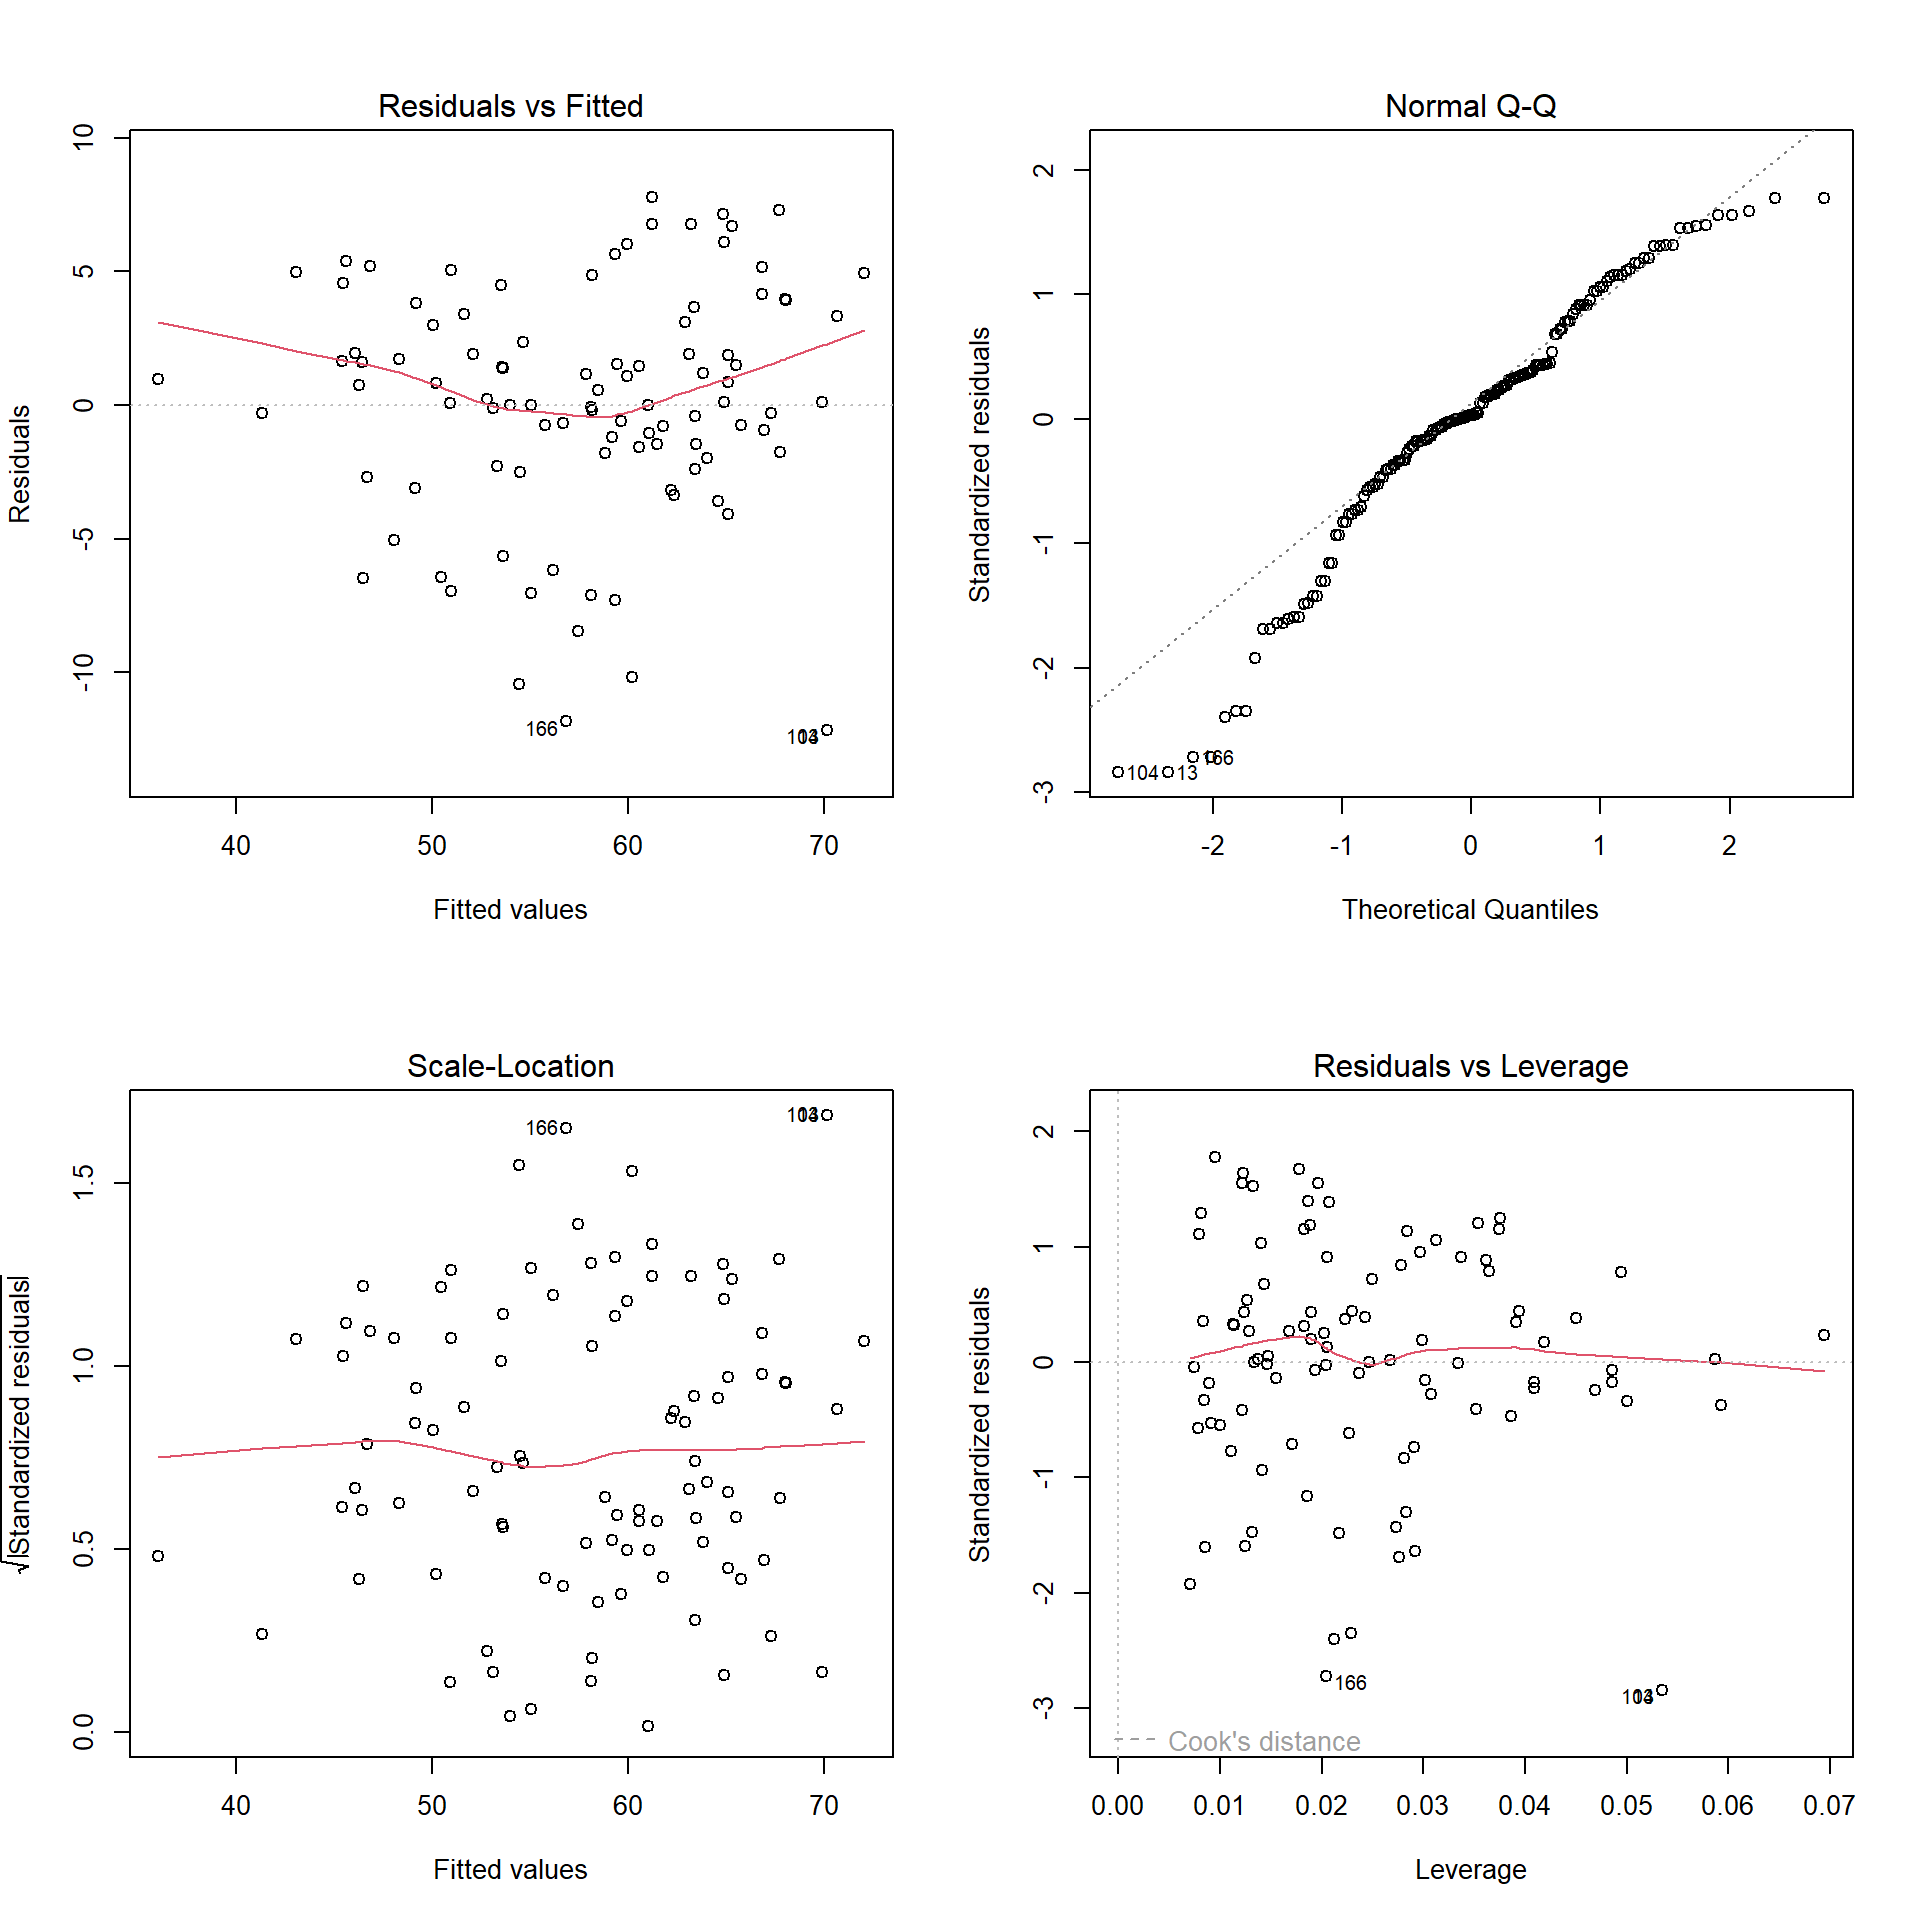 Residuals vs Fitted
Residuals
10
5
0
-5
-10
166
13
40 50 60 70
Fitted values
Normal Q-Q
Standardized residuals
2
1
0
-1
-2
-3
104 13 166
-2 -1 0 1 2
Theoretical Quantiles
Scale-Location
√|Standardized residuals|
1.5
1.0
0.5
0.0
166
40 50 60 70
Fitted values
Residuals vs Leverage
Standardized residuals
2
1
0
-1
-2
-3
166
Cook's distance
0.00 0.01 0.02 0.03 0.04 0.05 0.06 0.07
Leverage